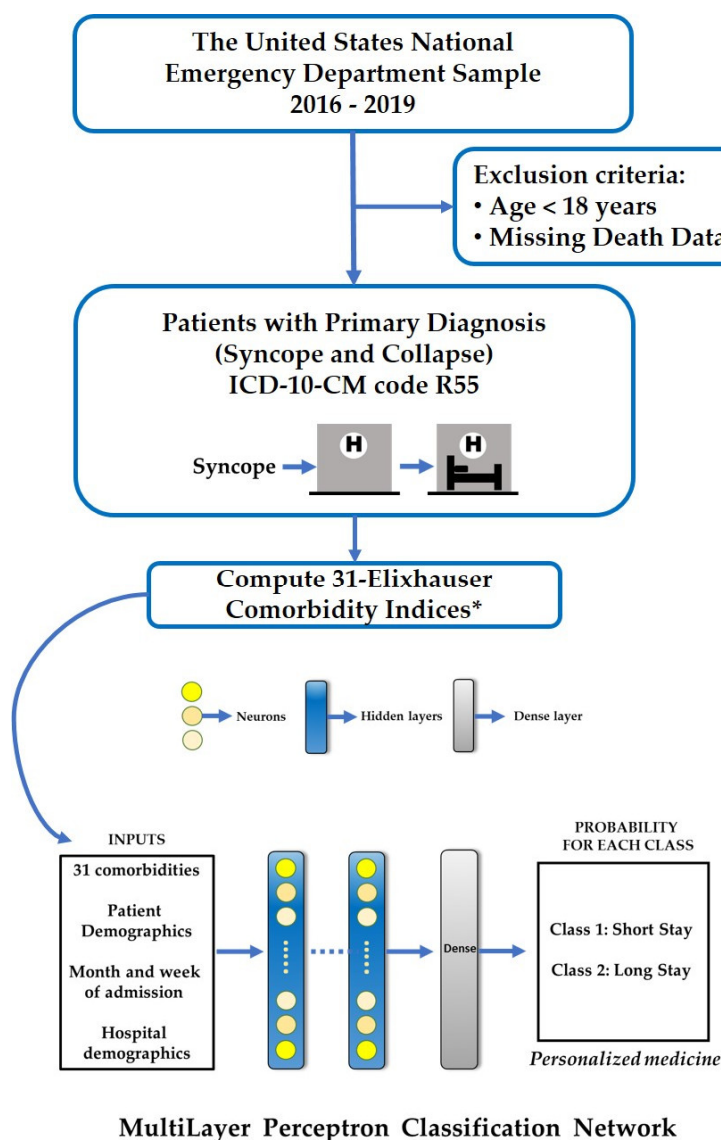 The United States National
Emergency Department Sample
2016 - 2019
Exclusion criteria:
• Age < 18 years
• Missing Death Data
Patients with Primary Diagnosis
(Syncope and Collapse)
ICD-10-CM code R55
Syncope
H
H
Compute 31-Elixhauser
Comorbidity Indices*
Neurons
Hidden layers
Dense layer
INPUTS
31 comorbidities
Patient
Demographics
Month and week
of admission
Hospital
demographics
Dense
PROBABILITY
FOR EACH CLASS
Class 1: Short Stay
Class 2: Long Stay
Personalized medicine
MultiLayer Perceptron Classification Network